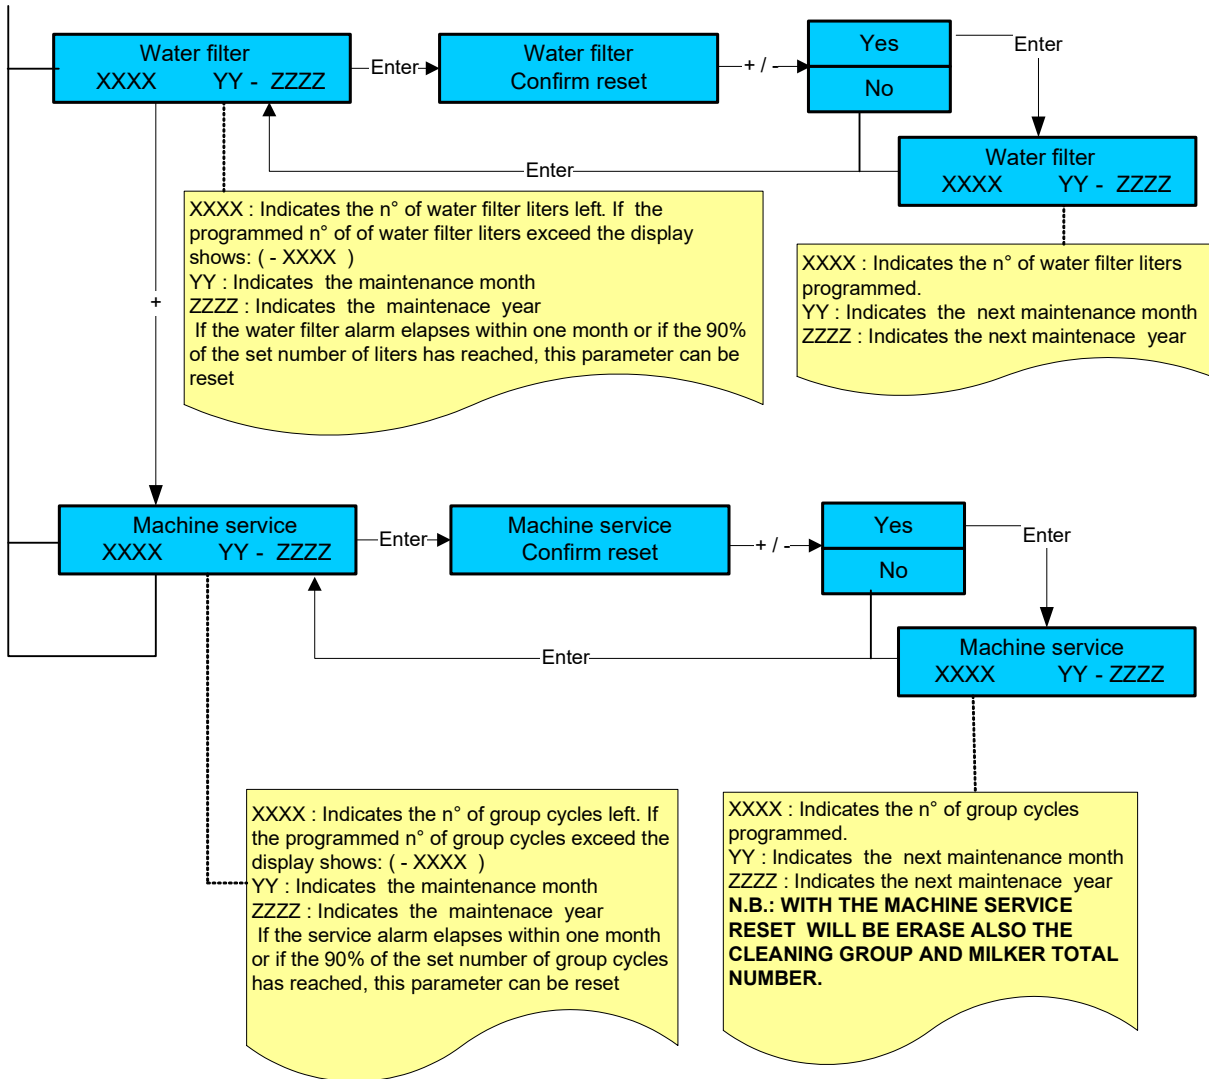 Water filter
XXXX YY - ZZZZ
Enter
Water filter
Confirm reset
+ / -
Yes
No
Enter
Water filter
XXXX YY - ZZZZ
Enter
XXXX : Indicates the n° of water filter liters left. If the
programmed n° of of water filter liters exceed the display
shows: ( - XXXX )
YY : Indicates the maintenance month
ZZZZ : Indicates the maintenace year
If the water filter alarm elapses within one month or if the 90%
of the set number of liters has reached, this parameter can be
reset
XXXX : Indicates the n° of water filter liters
programmed.
YY : Indicates the next maintenance month
ZZZZ : Indicates the next maintenace year
+
Machine service
XXXX YY - ZZZZ
Enter
Machine service
Confirm reset
+ / -
Yes
No
Enter
Machine service
XXXX YY - ZZZZ
Enter
XXXX : Indicates the n° of group cycles left. If
the programmed n° of group cycles exceed the
display shows: ( - XXXX )
YY : Indicates the maintenance month
ZZZZ : Indicates the maintenace year
If the service alarm elapses within one month
or if the 90% of the set number of group cycles
has reached, this parameter can be reset
XXXX : Indicates the n° of group cycles
programmed.
YY : Indicates the next maintenance month
ZZZZ : Indicates the next maintenace year
N.B.: WITH THE MACHINE SERVICE
RESET WILL BE ERASE ALSO THE
CLEANING GROUP AND MILKER TOTAL
NUMBER.